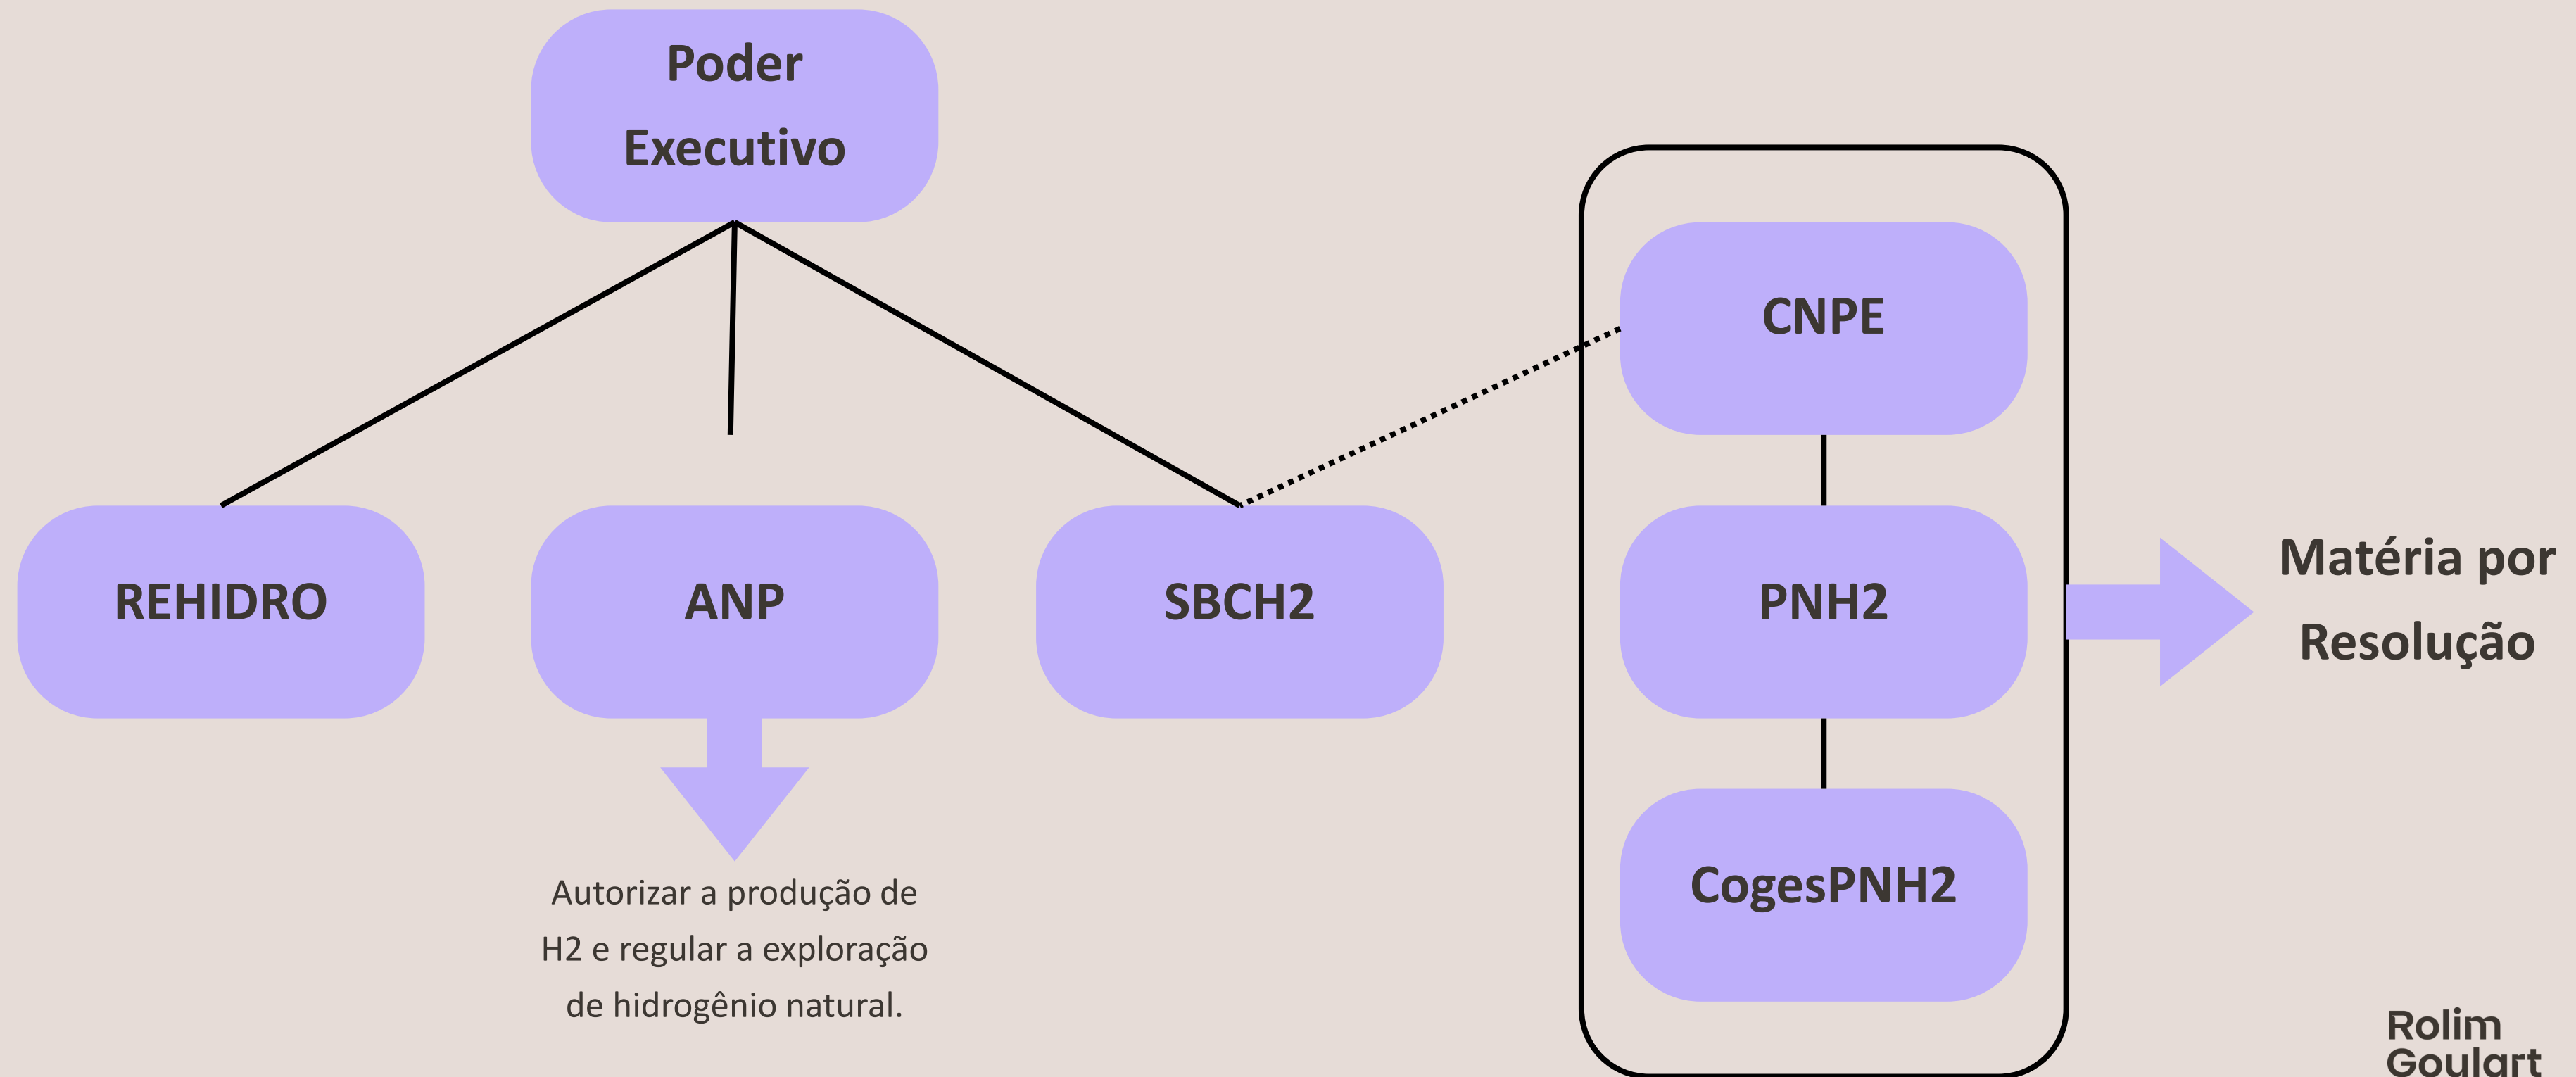 Poder
Executivo
CNPE
REHIDRO
ANP
SBCH2
PNH2
Matéria por
Resolução
CogesPNH2
Autorizar a produção de
H2 e regular a exploração
de hidrogênio natural.
Rolim
Goulart